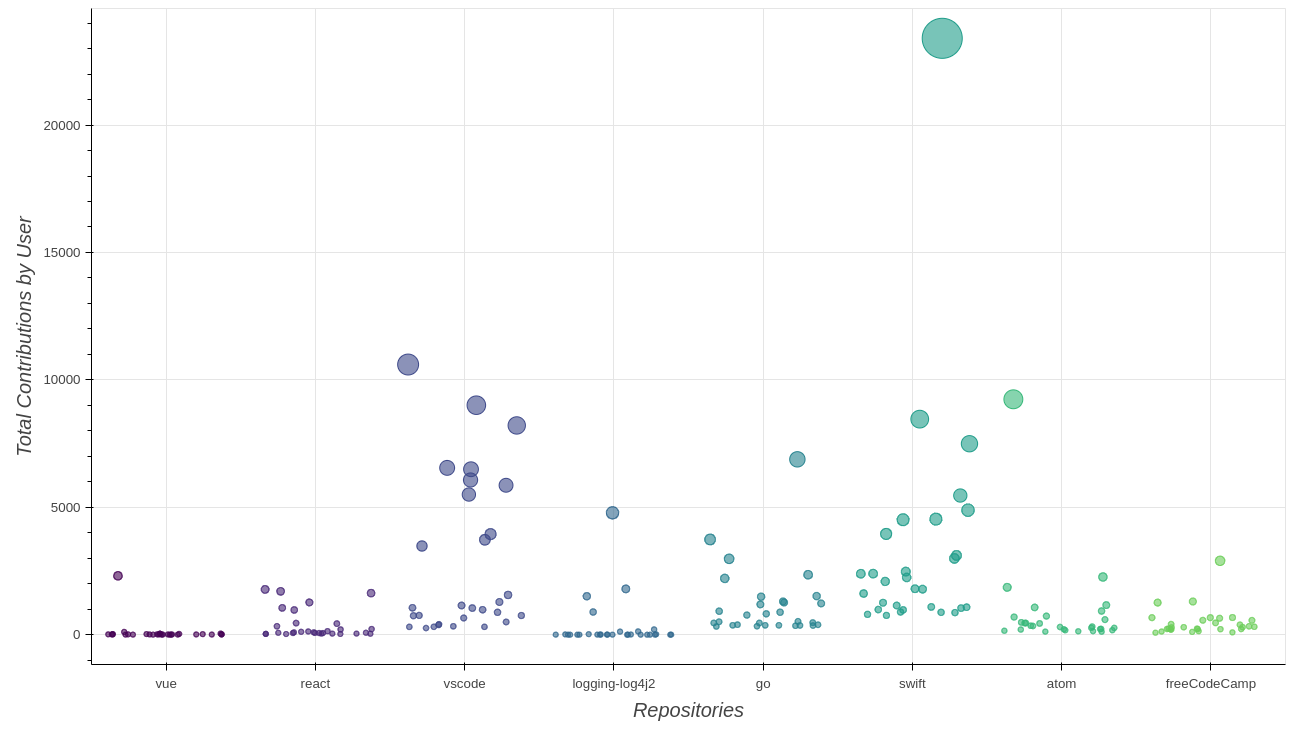 Total Contributions by User
20000
15000
10000
5000
0
vue
react
vscode
logging-log4j2
go
swift
atom
freeCodeCamp
Repositories